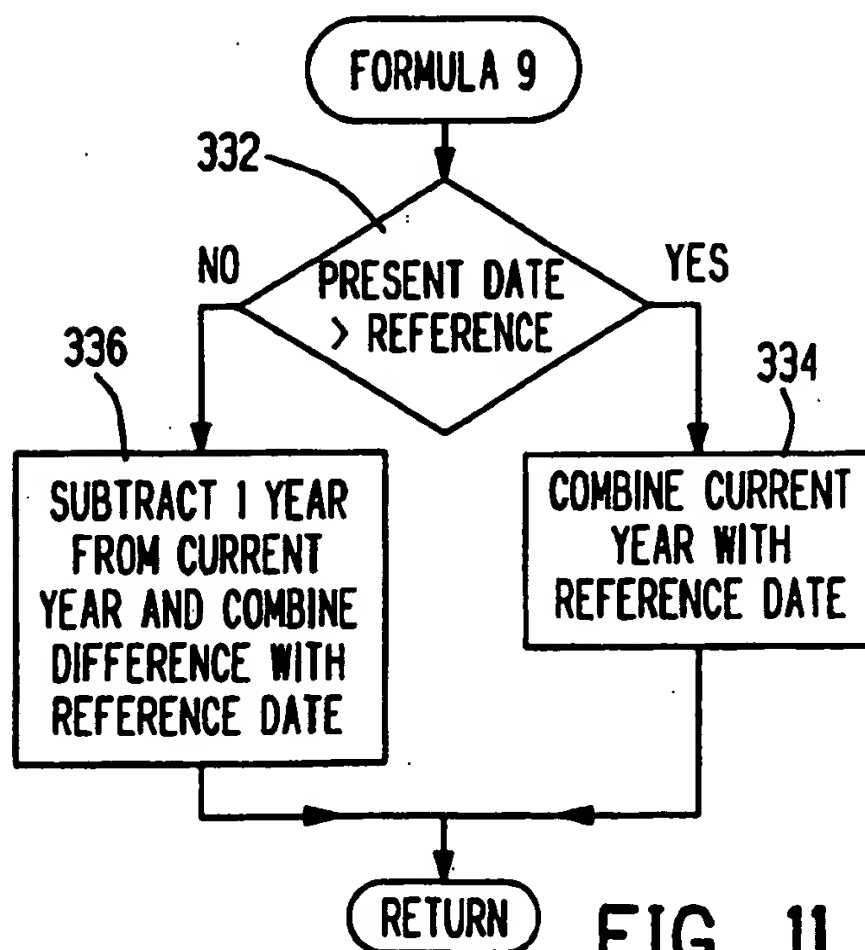 FORMULA 9
332
NO
YES
PRESENT DATE
> REFERENCE
336
334
SUBTRACT 1 YEAR
FROM CURRENT
YEAR AND COMBINE
DIFFERENCE WITH
REFERENCE DATE
COMBINE CURRENT
YEAR WITH
REFERENCE DATE
RETURN
FIG. 11